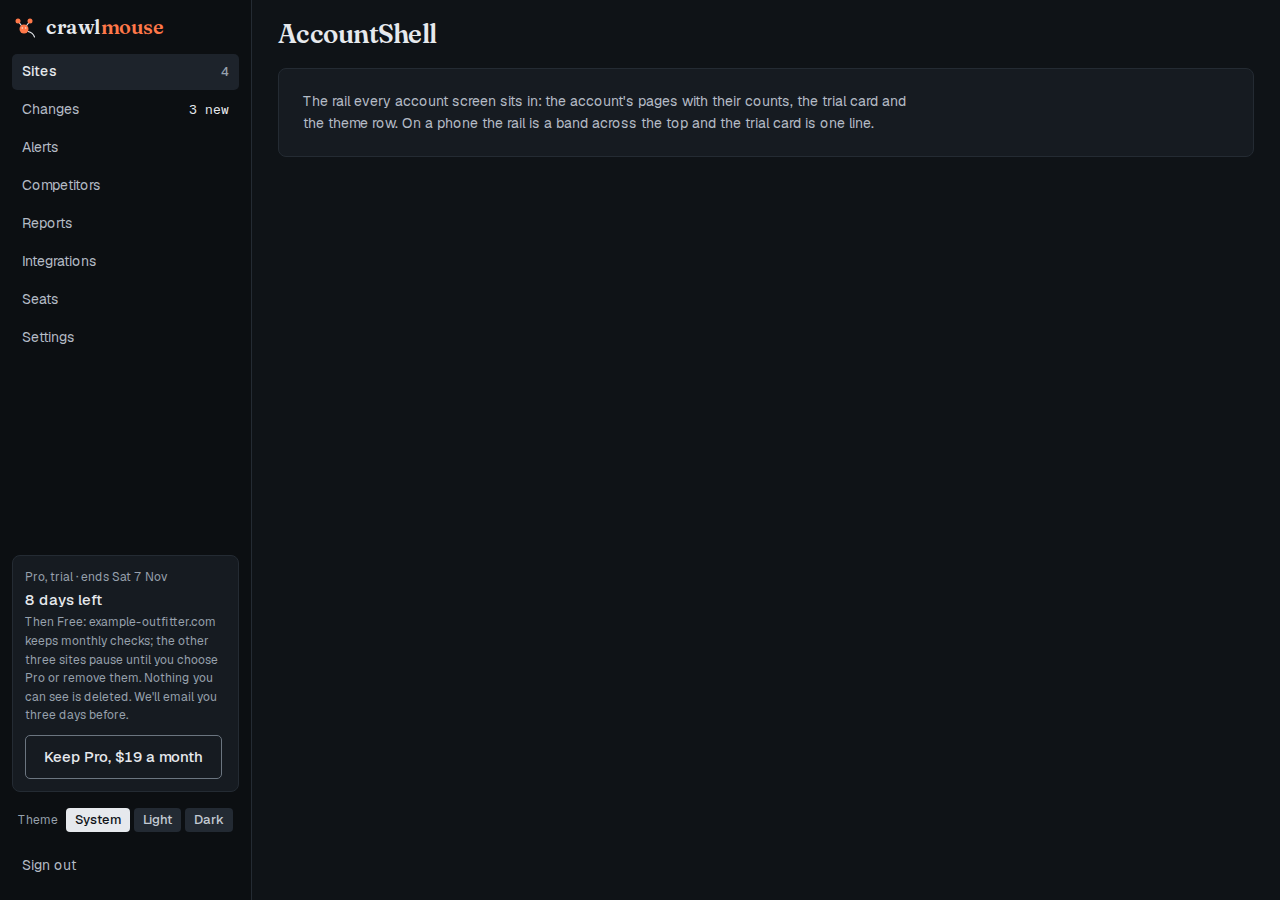 crawlmouse
Sites 4
Changes 3 new
Alerts
Competitors
Reports
Integrations
Seats
Settings
Pro, trial · ends Sat 7 Nov
8 days left
Then Free: example-outfitter.com
keeps monthly checks; the other
three sites pause until you choose
Pro or remove them. Nothing you
can see is deleted. We'll email you
three days before.
Keep Pro, $19 a month
Theme System Light Dark
Sign out
AccountShell
The rail every account screen sits in: the account's pages with their counts, the trial card and
the theme row. On a phone the rail is a band across the top and the trial card is one line.